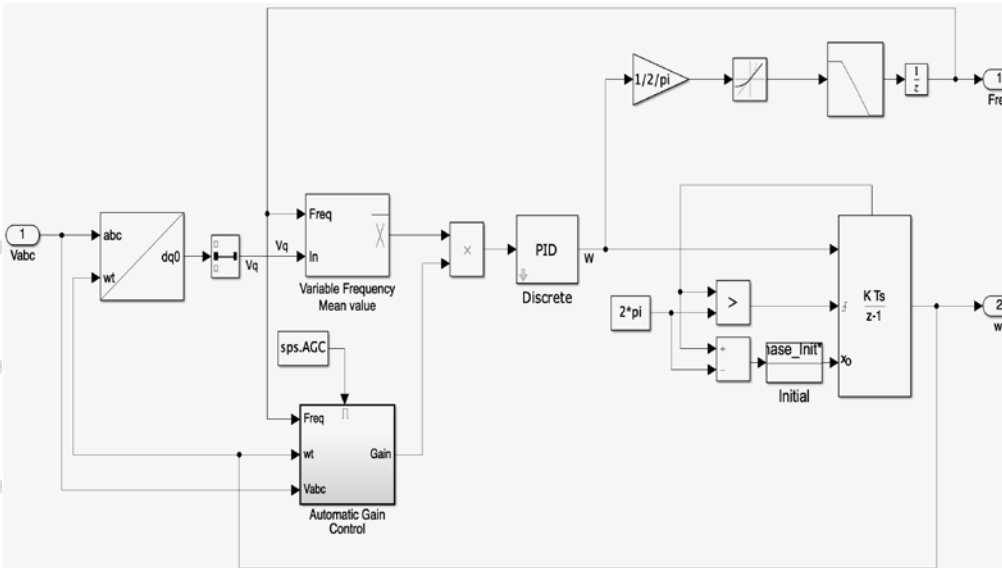 1
Vabc
abc
wt
dq0
Vq
Vq
Freq
In
Variable Frequency
Mean value
×
PID
Discrete
W
1/2/pi
1
z
1
Fre
sps.AGC
Freq
wt
Vabc
Gain
Automatic Gain
Control
2*pi
>
+
−
hase_Init*
Initial
K Ts
z-1
xo
2
w